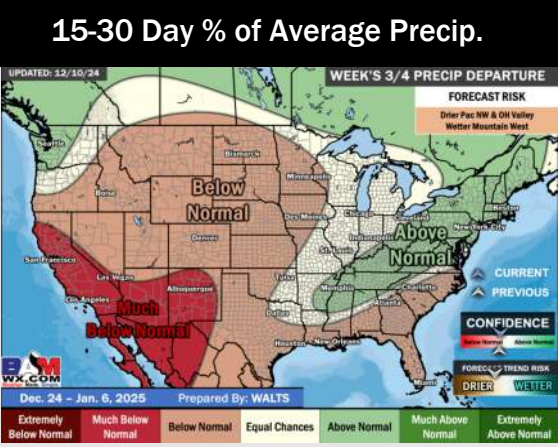 15-30 Day % of Average Precip.
UPDATED: 12/10/24
WEEK'S 3/4 PRECIP DEPARTURE
FORECAST RISK
Drier Pac NW & OH Valley
Wetter Mountain West
Seattle
Bismarck
Minneapolis
Boise
Below
Normal
Boston
Des Moines
Chicago
Cleveland
New York City
Above
Normal
Indianapolis
Denver
St. Louis
San Francisco
CURRENT
Las Vegas
Tulsa
Charlotte
Albuquerque
Memphis
PREVIOUS
Los Angeles
Atlanta
Much
Below Normal
Dallas
CONFIDENCE
Below Normal
Above Normal
Houston
New Orleans
BAM
WX.COM
FORECAST TREND RISK
DRIER
WETTER
Miami
Dec. 24 – Jan. 6, 2025
Prepared By: WALTS
Extremely
Below Normal
Much Below
Normal
Below Normal
Equal Chances
Above Normal
Much Above
Normal
Extremely
Above Normal